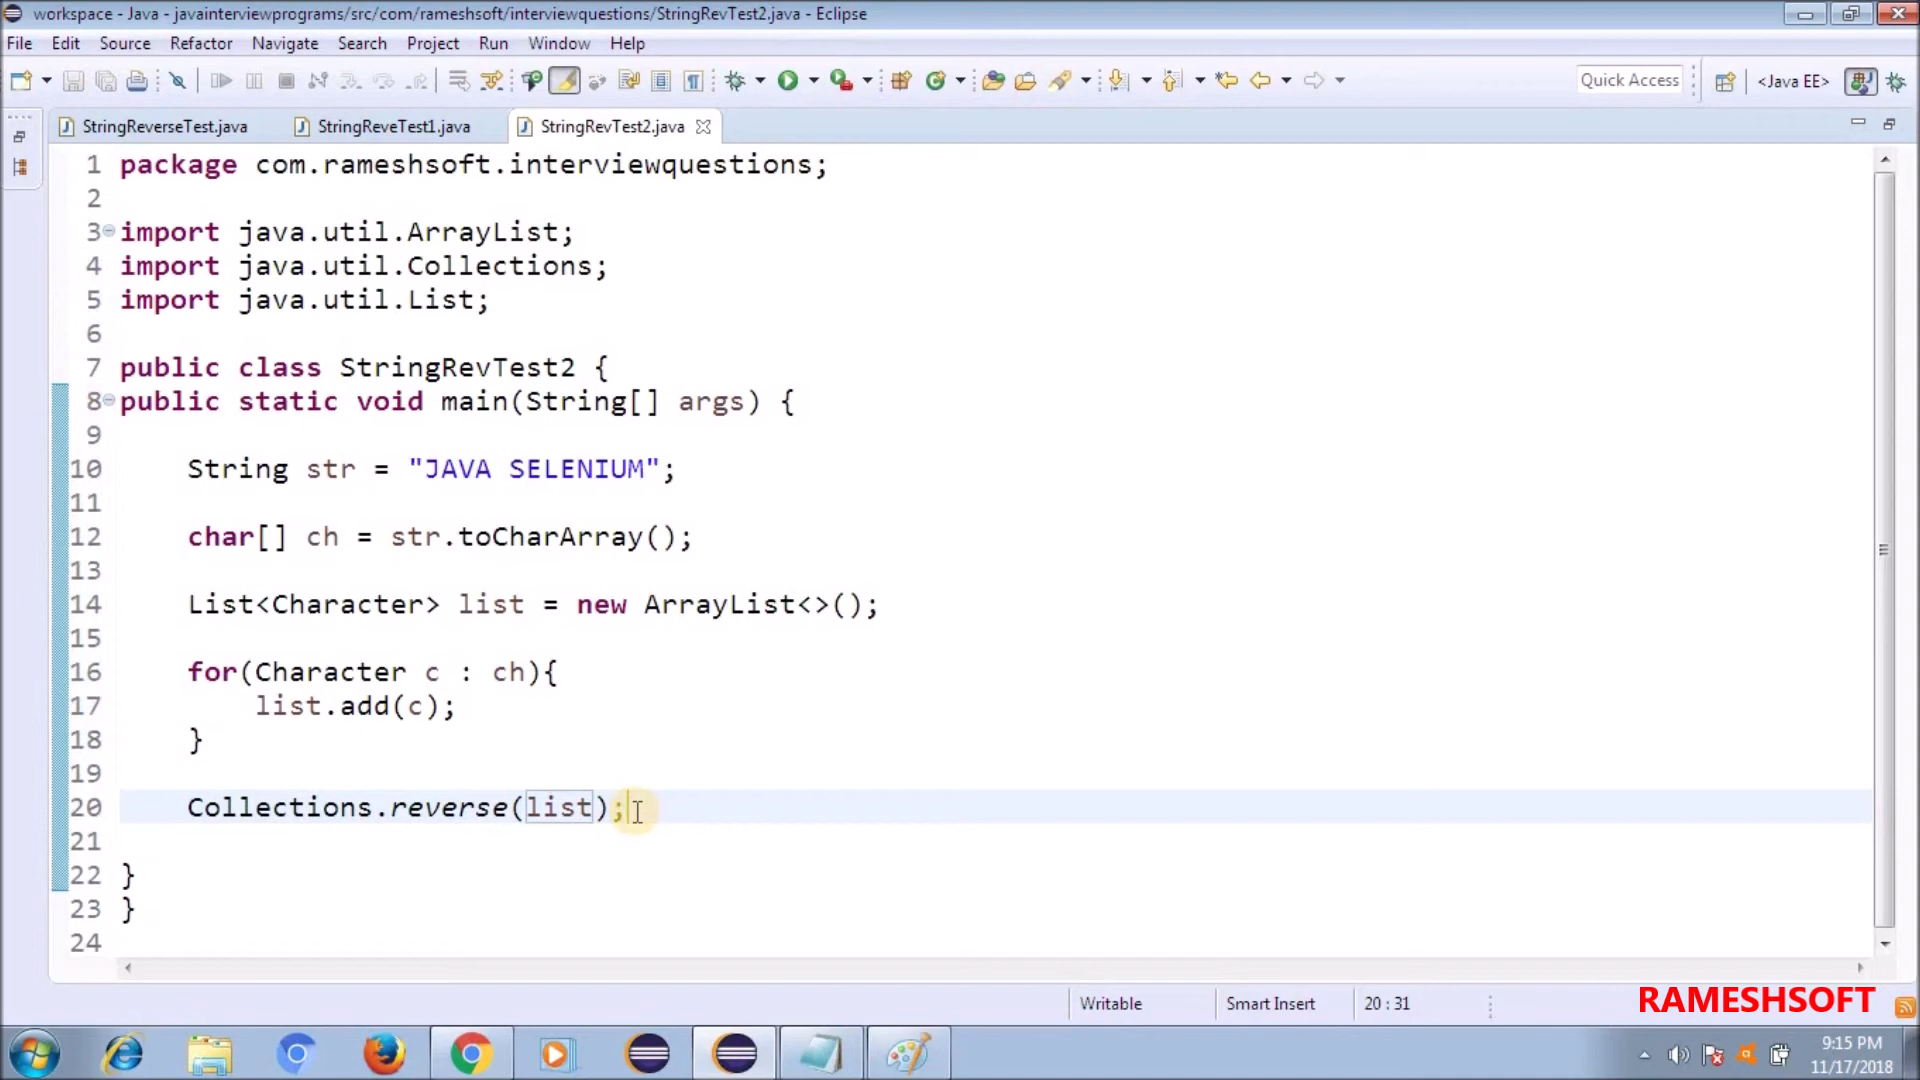 workspace - Java - javainterviewprograms/src/com/rameshsoft/interviewquestions/StringRevTest2.java - Eclipse
File Edit Source Refactor Navigate Search Project Run Window Help
Quick Access <Java EE>
StringReverseTest.java StringReveTest1.java StringRevTest2.java
1 package com.rameshsoft.interviewquestions;
2
3 import java.util.ArrayList;
4 import java.util.Collections;
5 import java.util.List;
6
7 public class StringRevTest2 {
8 public static void main(String[] args) {
9
10 String str = "JAVA SELENIUM";
11
12 char[] ch = str.toCharArray();
13
14 List<Character> list = new ArrayList<>();
15
16 for(Character c : ch){
17 list.add(c);
18 }
19
20 Collections.reverse(list);
21
22 }
23 }
24
Writable Smart Insert 20 : 31
RAMESHSOFT
9:15 PM
11/17/2018